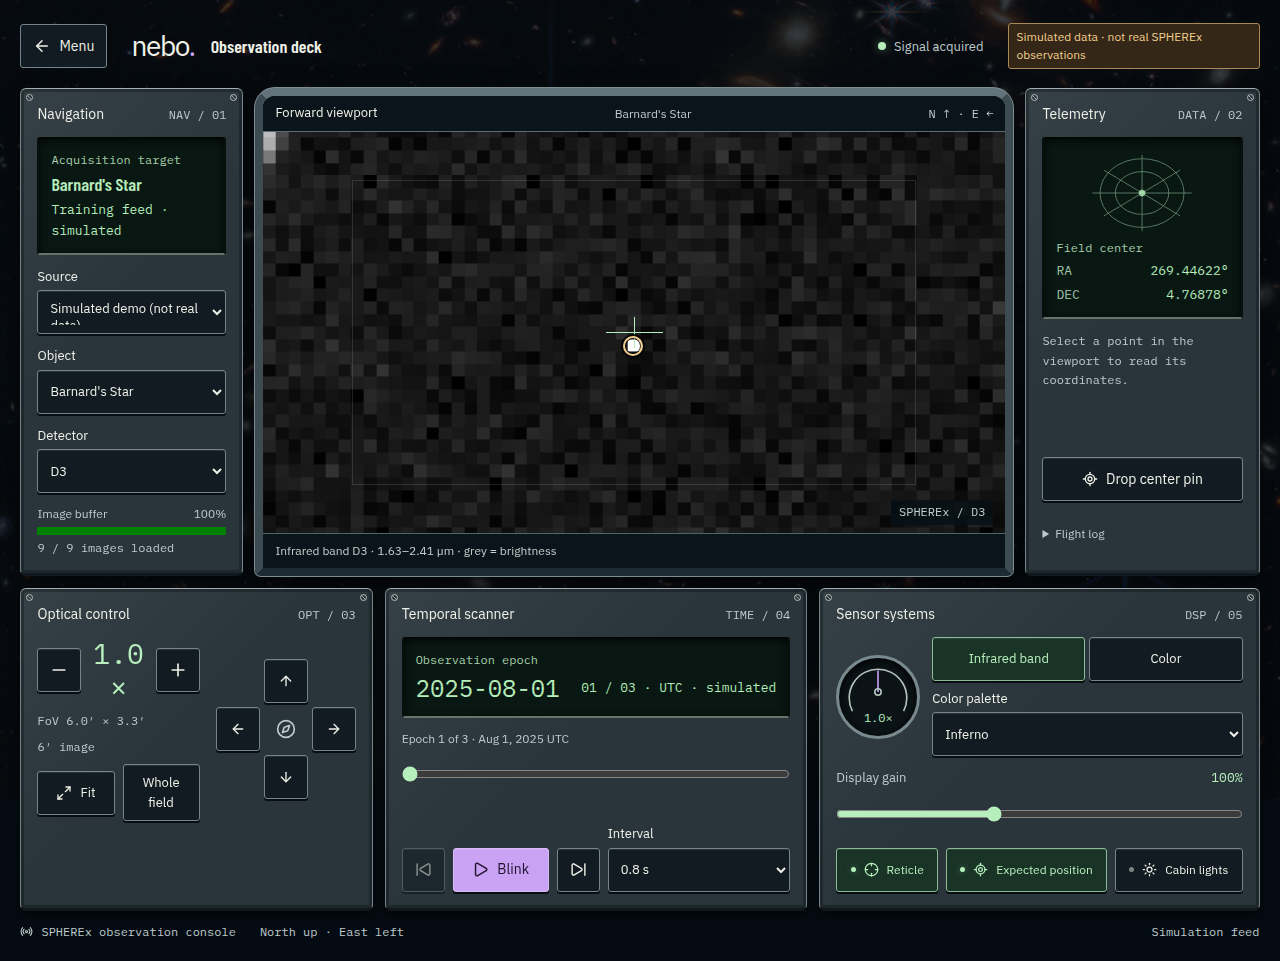 Menu
nebo.
Observation deck
Signal acquired
Simulated data · not real SPHEREx
observations
Navigation
NAV / 01
Acquisition target
Barnard's Star
Training feed ·
simulated
Source
Simulated demo (not real
data)
Object
Barnard's Star
Detector
D3
Image buffer
100%
9 / 9 images loaded
Forward viewport
Barnard's Star
N ↑ · E ←
SPHEREx / D3
Infrared band D3 · 1.63–2.41 µm · grey = brightness
Telemetry
DATA / 02
Field center
RA
269.44622°
DEC
4.76878°
Select a point in the
viewport to read its
coordinates.
Drop center pin
Flight log
Optical control
OPT / 03
1.0
×
FoV 6.0′ × 3.3′
6′ image
Fit
Whole
field
Temporal scanner
TIME / 04
Observation epoch
2025-08-01
01 / 03 · UTC · simulated
Epoch 1 of 3 · Aug 1, 2025 UTC
Interval
Blink
0.8 s
Sensor systems
DSP / 05
1.0×
Infrared band
Color
Color palette
Inferno
Display gain
100%
Reticle
Expected position
Cabin lights
SPHEREx observation console
North up · East left
Simulation feed